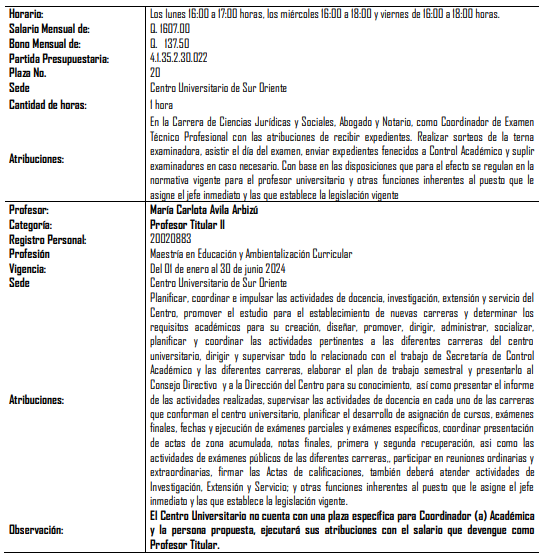 Horario: Los lunes 16:00 a 17:00 horas, los miércoles 16:00 a 18:00 y viernes de 16:00 a 18:00 horas.
Salario Mensual de: Q. 1607.00
Bono Mensual de: Q. 137.50
Partida Presupuestaria: 4.1.35.2.30.022
Plaza No. 20
Sede Centro Universitario de Sur Oriente
Cantidad de horas: 1 hora
Atribuciones: En la Carrera de Ciencias Jurídicas y Sociales, Abogado y Notario, como Coordinador de Examen
Técnico Profesional con las atribuciones de recibir expedientes. Realizar sorteos de la terna
examinadora, asistir el día del examen, enviar expedientes fenecidos a Control Académico y suplir
examinadores en caso necesario. Con base en las disposiciones que para el efecto se regulan en la
normativa vigente para el profesor universitario y otras funciones inherentes al puesto que le
asigne el jefe inmediato y las que establece la legislación vigente
Profesor: María Carlota Avila Arbizú
Categoría: Profesor Titular II
Registro Personal: 20020883
Profesión Maestría en Educación y Ambientalización Curricular
Vigencia: Del 01 de enero al 30 de junio 2024
Sede Centro Universitario de Sur Oriente
Atribuciones: Planificar, coordinar e impulsar las actividades de docencia, investigación, extensión y servicio del
Centro, promover el estudio para el establecimiento de nuevas carreras y determinar los
requisitos académicos para su creación, diseñar, promover, dirigir, administrar, socializar,
planificar y coordinar las actividades pertinentes a las diferentes carreras del centro
universitario, dirigir y supervisar todo lo relacionado con el trabajo de Secretaría de Control
Académico y las diferentes carreras, elaborar el plan de trabajo semestral y presentarlo al
Consejo Directivo y a la Dirección del Centro para su conocimiento, así como presentar el informe
de las actividades realizadas, supervisar las actividades de docencia en cada uno de las carreras
que conforman el centro universitario, planificar el desarrollo de asignación de cursos, exámenes
finales, fechas y ejecución de exámenes parciales y exámenes específicos, coordinar presentación
de actas de zona acumulada, notas finales, primera y segunda recuperación, asi como las
actividades de exámenes públicos de las diferentes carreras,, participar en reuniones ordinarias y
extraordinarias, firmar las Actas de calificaciones, también deberá atender actividades de
Investigación, Extensión y Servicio; y otras funciones inherentes al puesto que le asigne el jefe
inmediato y las que establece la legislación vigente.
Observación: El Centro Universitario no cuenta con una plaza específica para Coordinador (a) Académica
y la persona propuesta, ejecutará sus atribuciones con el salario que devengue como
Profesor Titular.